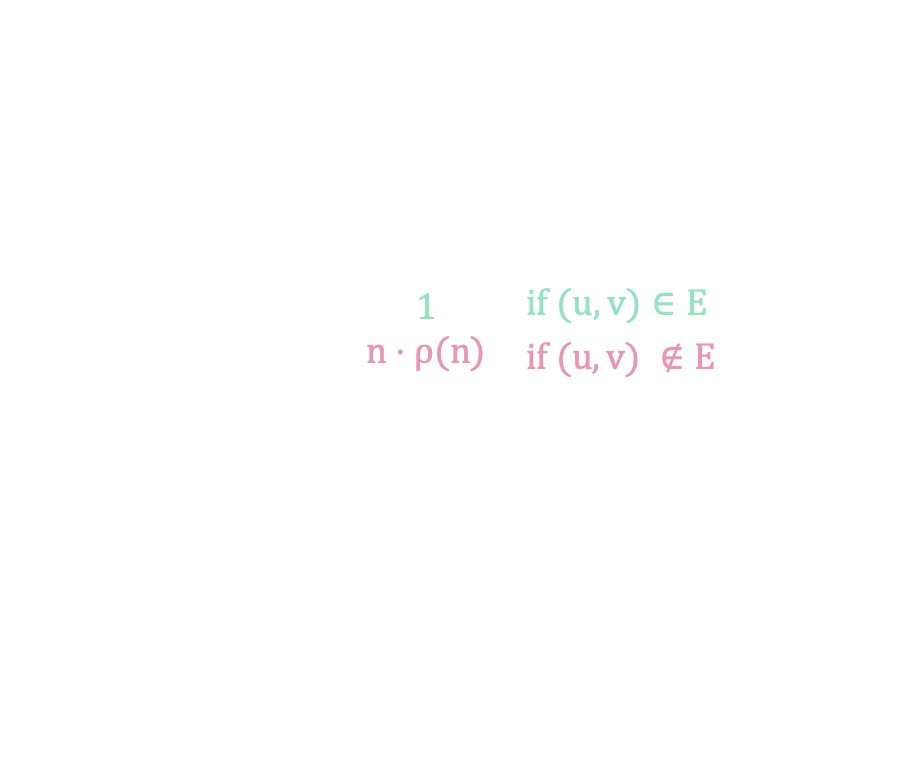 1 if (u, v) ∈ E
n · ρ(n) if (u, v) ∉ E